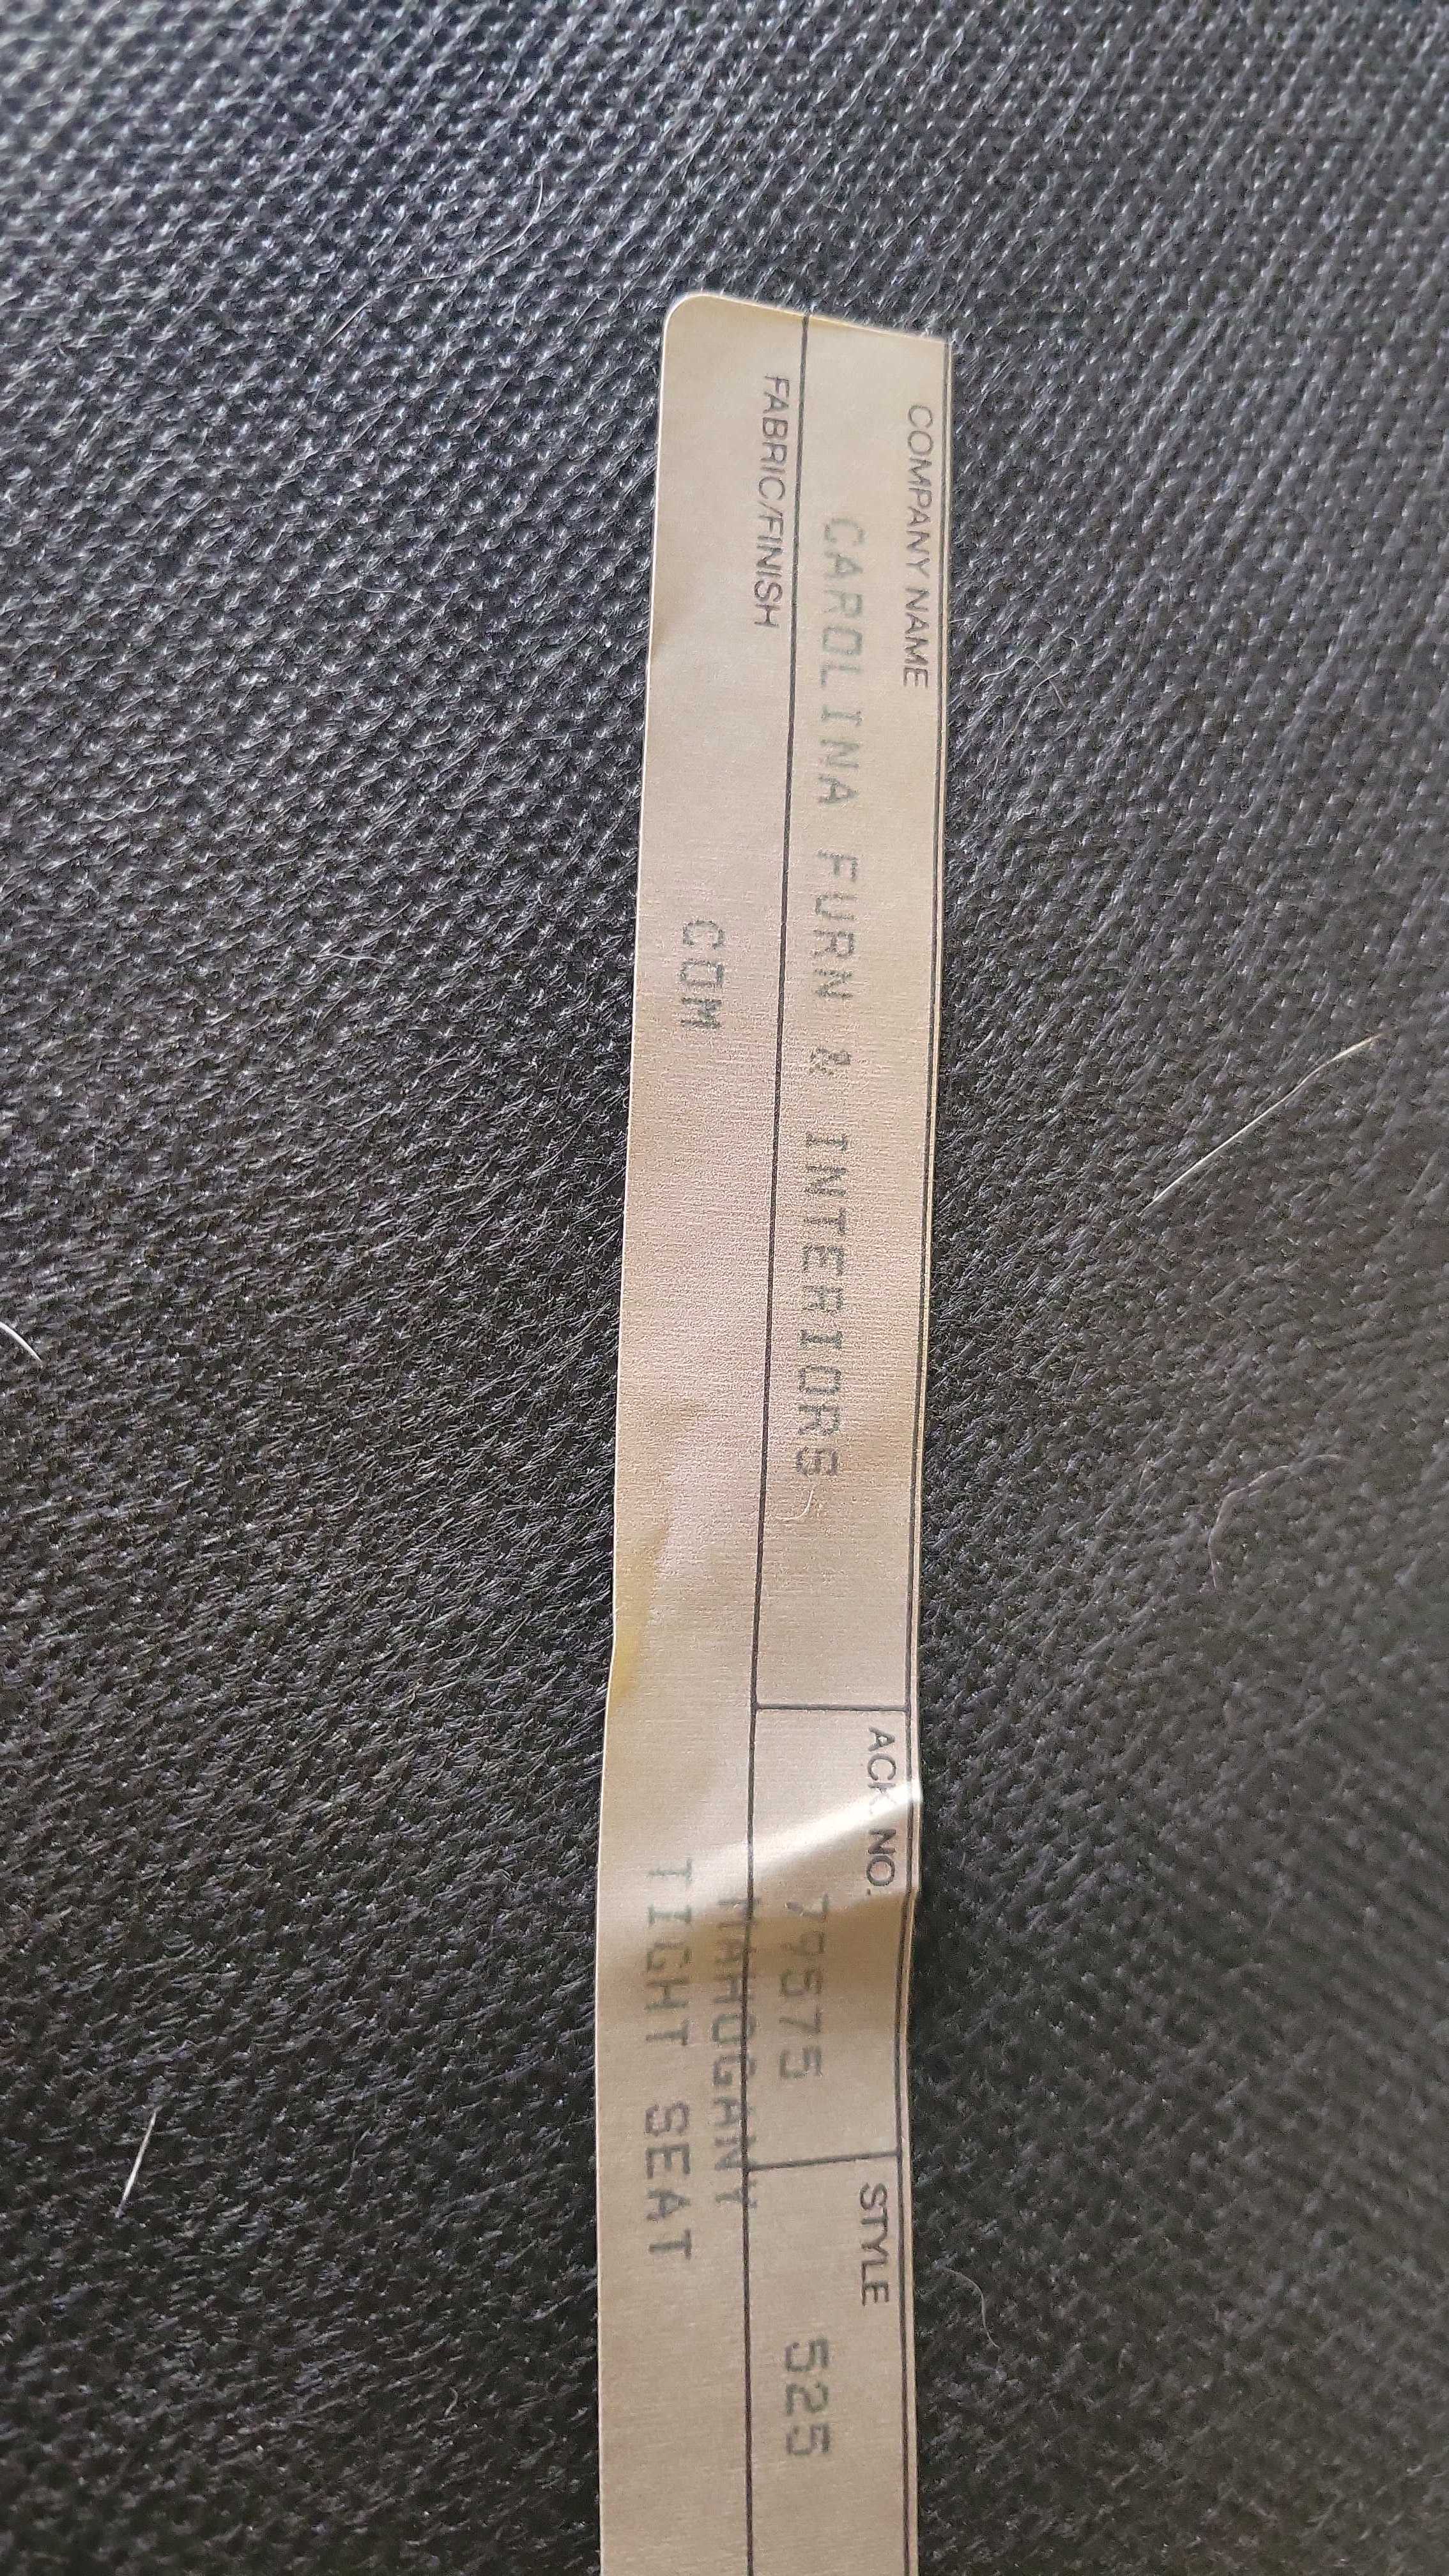 COMPANY NAME
CAROLINA FURN & INTERIORS
ACK. NO.
79575
STYLE
525
FABRIC/FINISH
MAHOGANY
COM
TIGHT SEAT